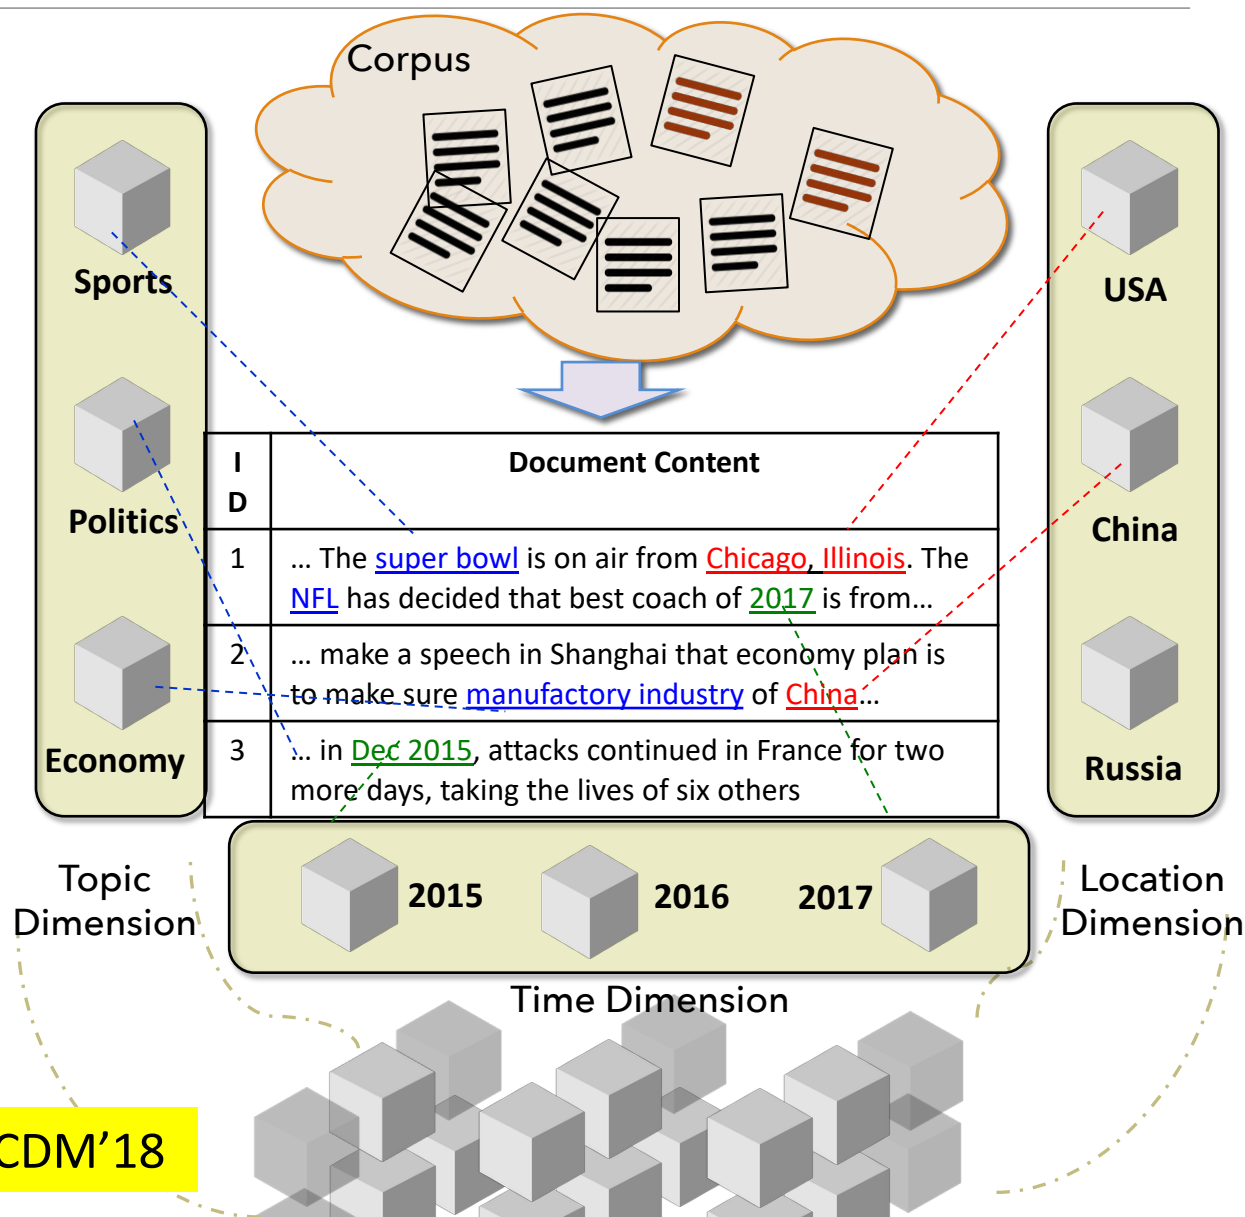 Corpus
Sports
Politics
Economy
USA
China
Russia
I
D
Document Content
1
... The super bowl is on air from Chicago, Illinois. The
NFL has decided that best coach of 2017 is from...
2
... make a speech in Shanghai that economy plan is
to make sure manufactory industry of China...
3
... in Dec 2015, attacks continued in France for two
more days, taking the lives of six others
2015
2016
2017
Topic
Dimension
Location
Dimension
Time Dimension
CDM’18